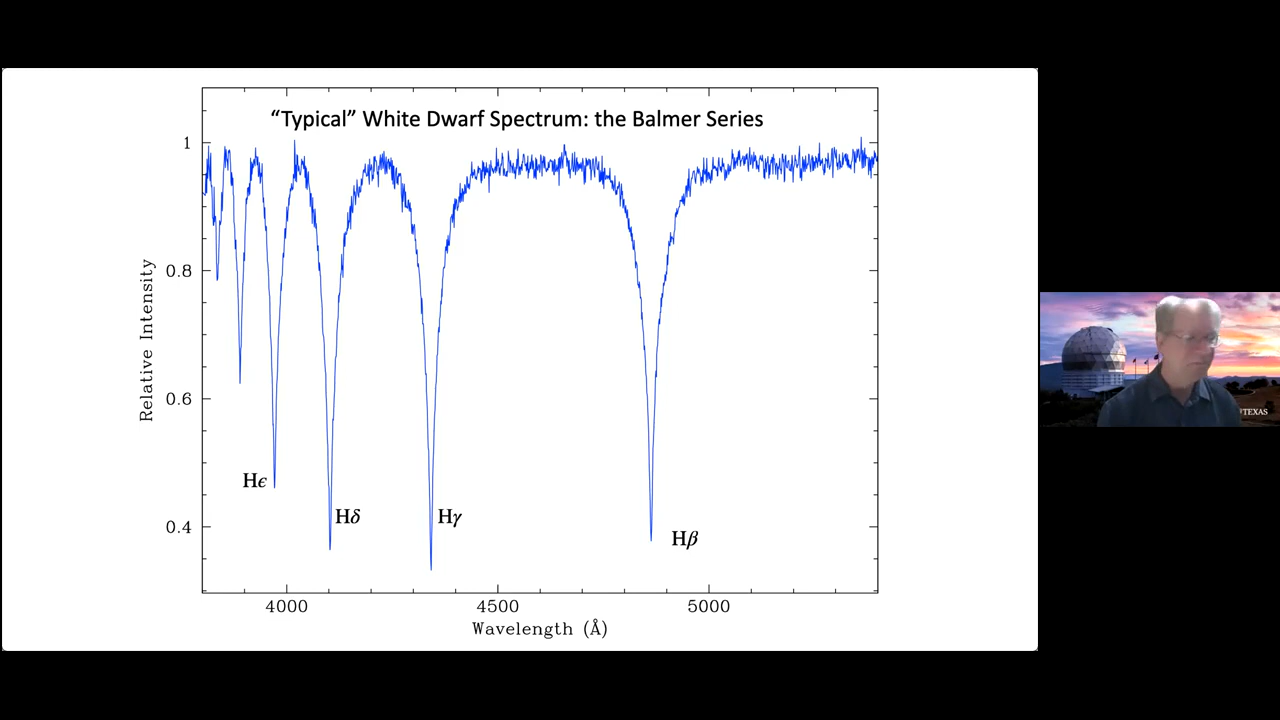 “Typical” White Dwarf Spectrum: the Balmer Series
1
0.8
0.6
0.4
Relative Intensity
Hϵ
Hδ
Hγ
Hβ
4000 4500 5000
Wavelength (Å)
TEXAS